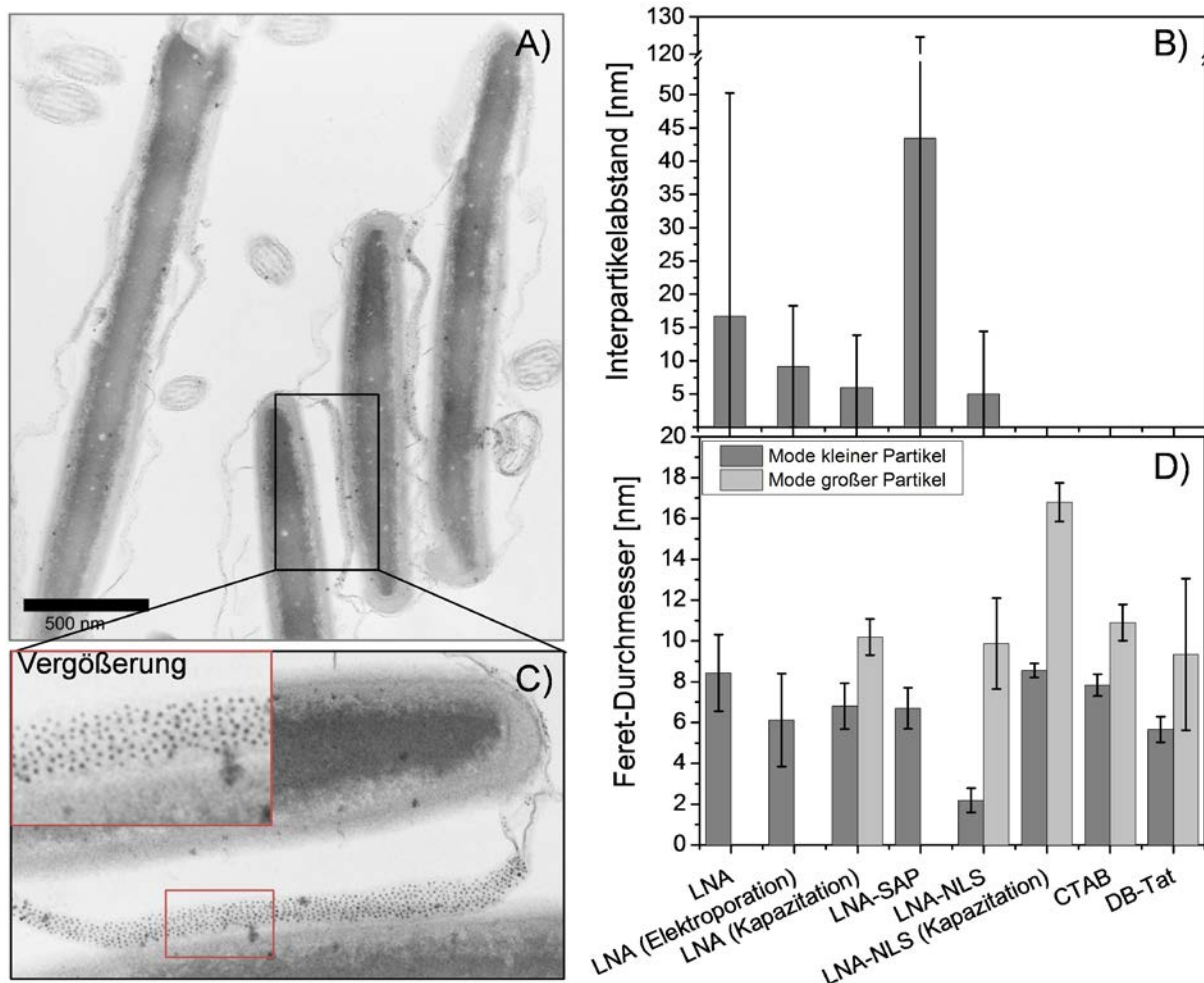 A)
500 nm
Vergößerung
C)
B)
Interpartikelabstand [nm]
130
120
50
45
40
35
30
25
20
15
10
5
D)
Mode kleiner Partikel
Mode großer Partikel
Feret-Durchmesser [nm]
20
18
16
14
12
10
8
6
4
2
0
LNA
LNA (Elektroporation)
LNA (Kapazitation)
LNA-SAP
LNA-NLS
LNA-NLS (Kapazitation)
CTAB
DB-Tat